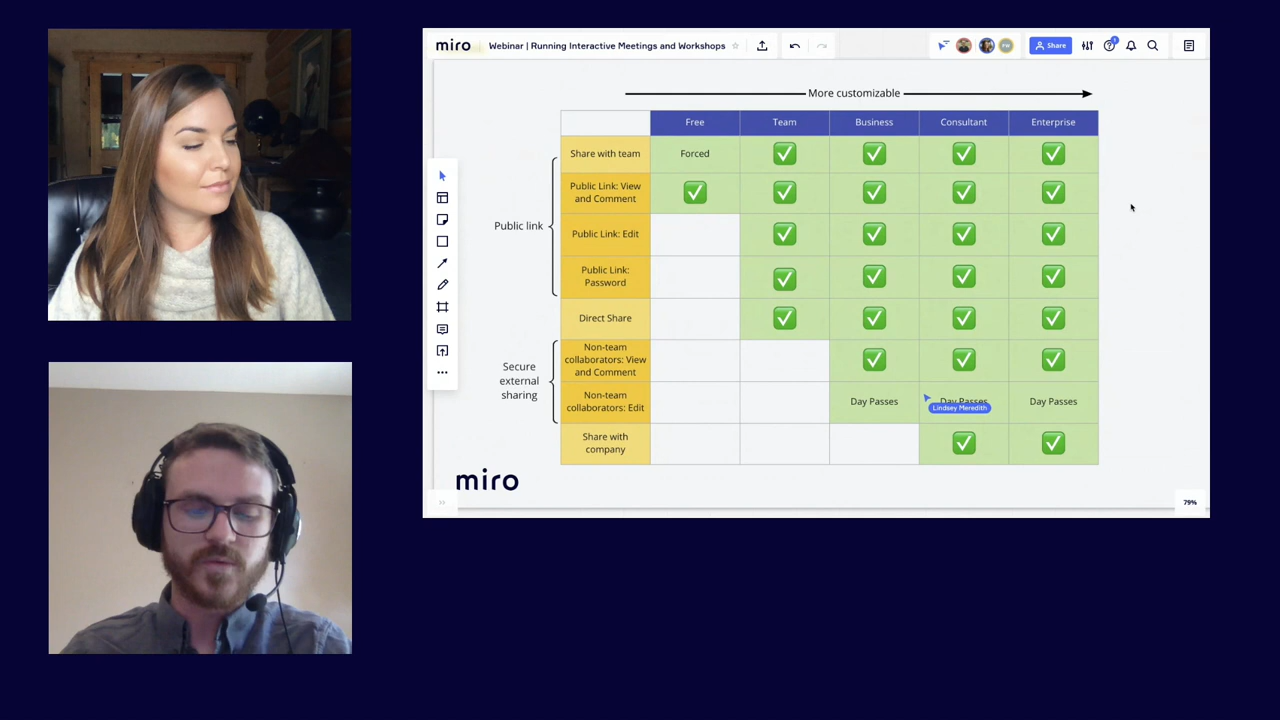 miro
Webinar | Running Interactive Meetings and Workshops
Share
More customizable
Free Team Business Consultant Enterprise
Share with team
Forced
Public Link: View
and Comment
Public link
Public Link: Edit
Public Link:
Password
Direct Share
Non-team
collaborators: View
and Comment
Secure
external
sharing
Non-team
collaborators: Edit
Day Passes Day Passes Day Passes
Lindsey Meredith
Share with
company
miro
79%